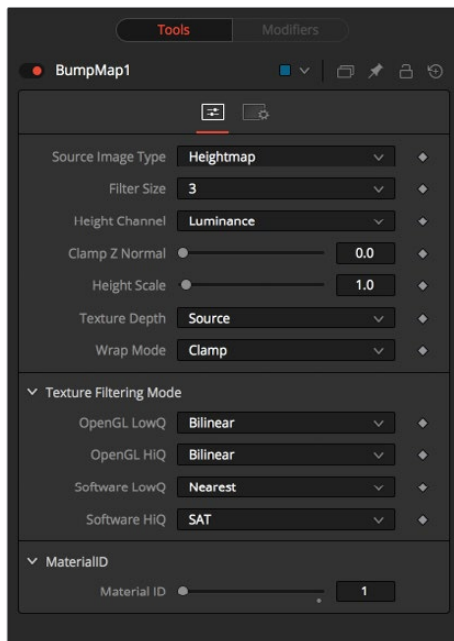 Tools Modifiers
BumpMap1
Source Image Type Heightmap
Filter Size 3
Height Channel Luminance
Clamp Z Normal 0.0
Height Scale 1.0
Texture Depth Source
Wrap Mode Clamp
Texture Filtering Mode
OpenGL LowQ Bilinear
OpenGL HiQ Bilinear
Software LowQ Nearest
Software HiQ SAT
MaterialID
Material ID 1